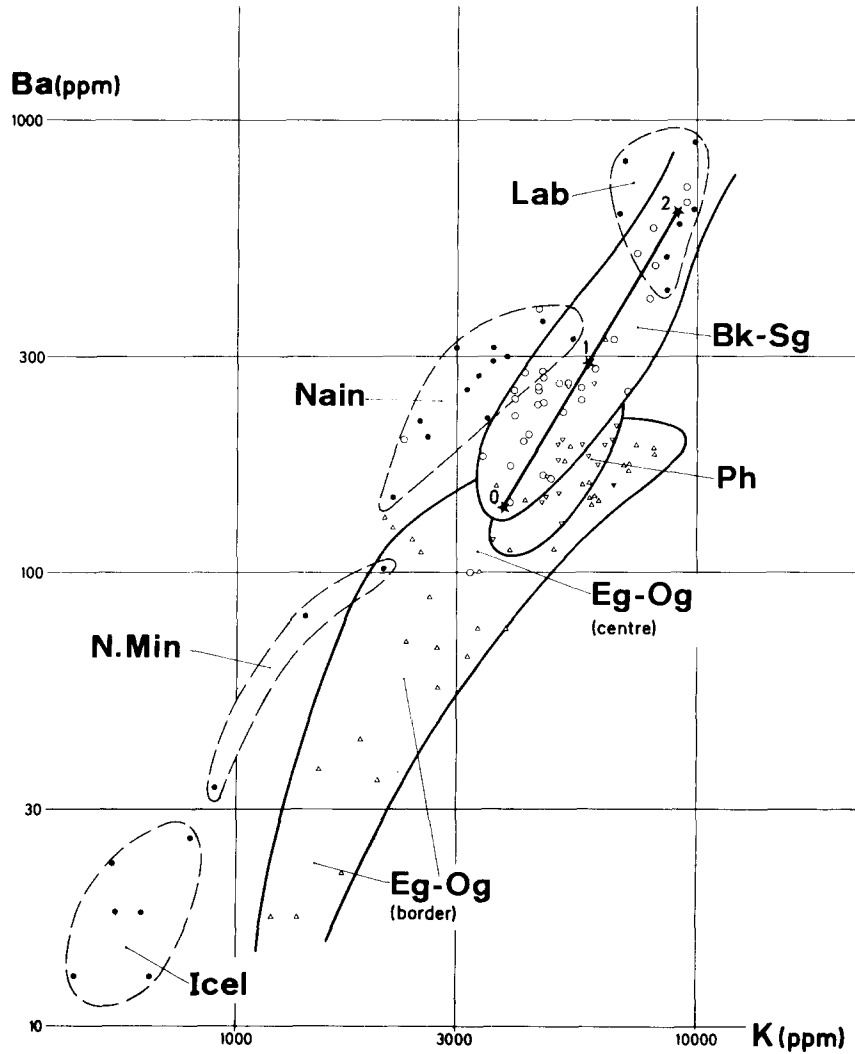 Ba(ppm)
1000
Lab
2
Bk-Sg
300
1
Nain
Ph
0
100
Eg-Og
(centre)
N.Min
30
Eg-Og
(border)
Icel
10
1000
3000
10000
K(ppm)